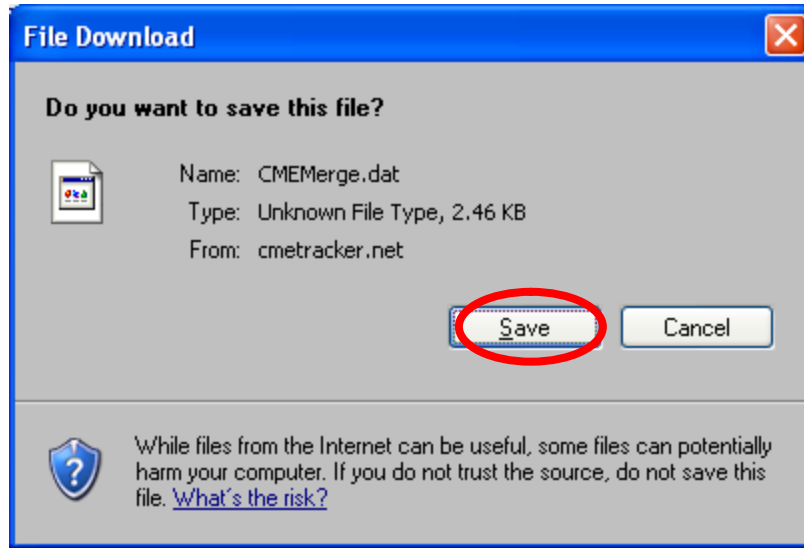 File Download
Do you want to save this file?
Name: CMEMerge.dat
Type: Unknown File Type, 2.46 KB
From: cmetracker.net
Save Cancel
While files from the Internet can be useful, some files can potentially
harm your computer. If you do not trust the source, do not save this
file. What's the risk?